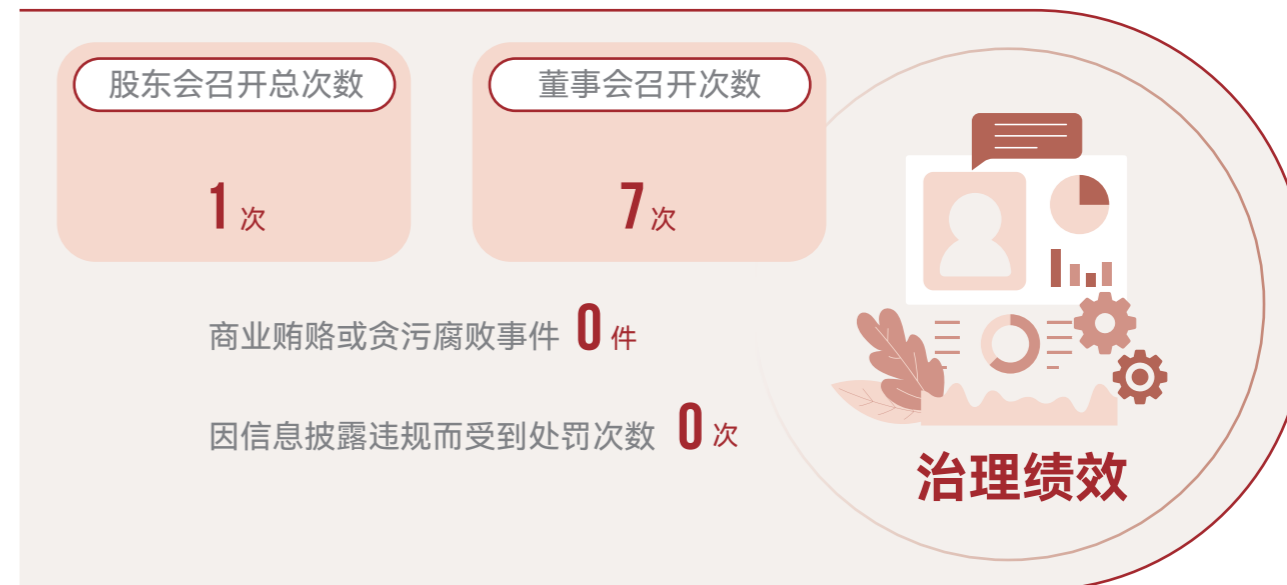 股东会召开总次数
1 次
董事会召开次数
7 次
商业贿赂或贪污腐败事件 0 件
因信息披露违规而受到处罚次数 0 次
治理绩效